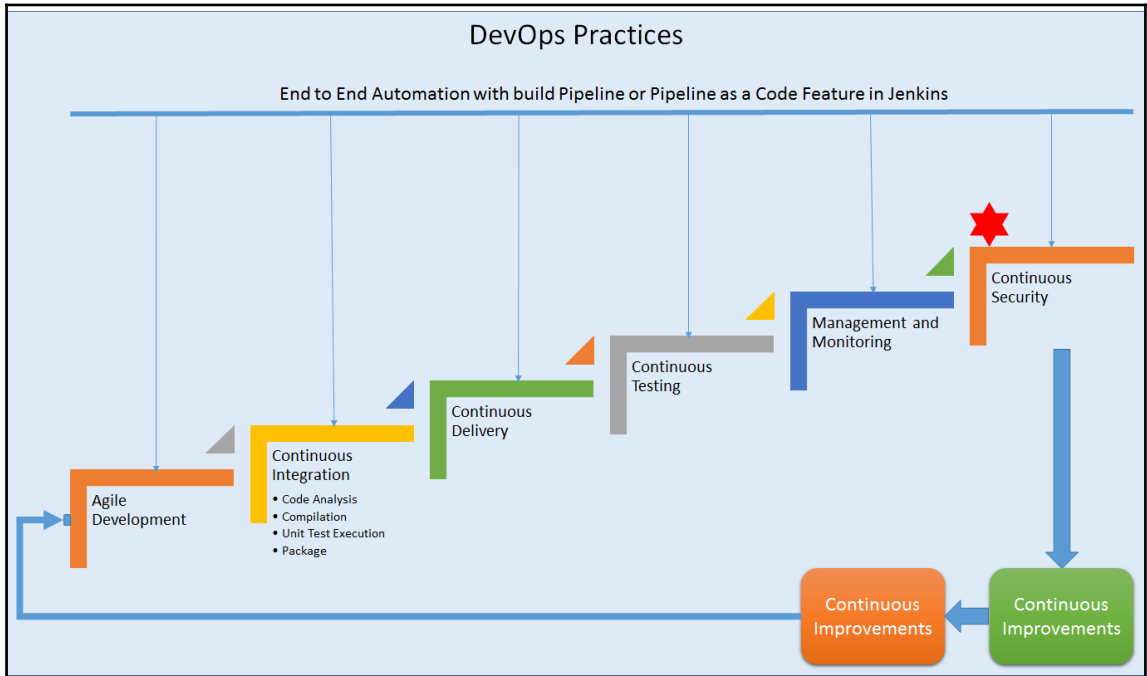 DevOps Practices
End to End Automation with build Pipeline or Pipeline as a Code Feature in Jenkins
Continuous
Security
Management and
Monitoring
Continuous
Testing
Continuous
Delivery
Continuous
Integration
• Code Analysis
• Compilation
• Unit Test Execution
• Package
Agile
Development
Continuous
Improvements
Continuous
Improvements